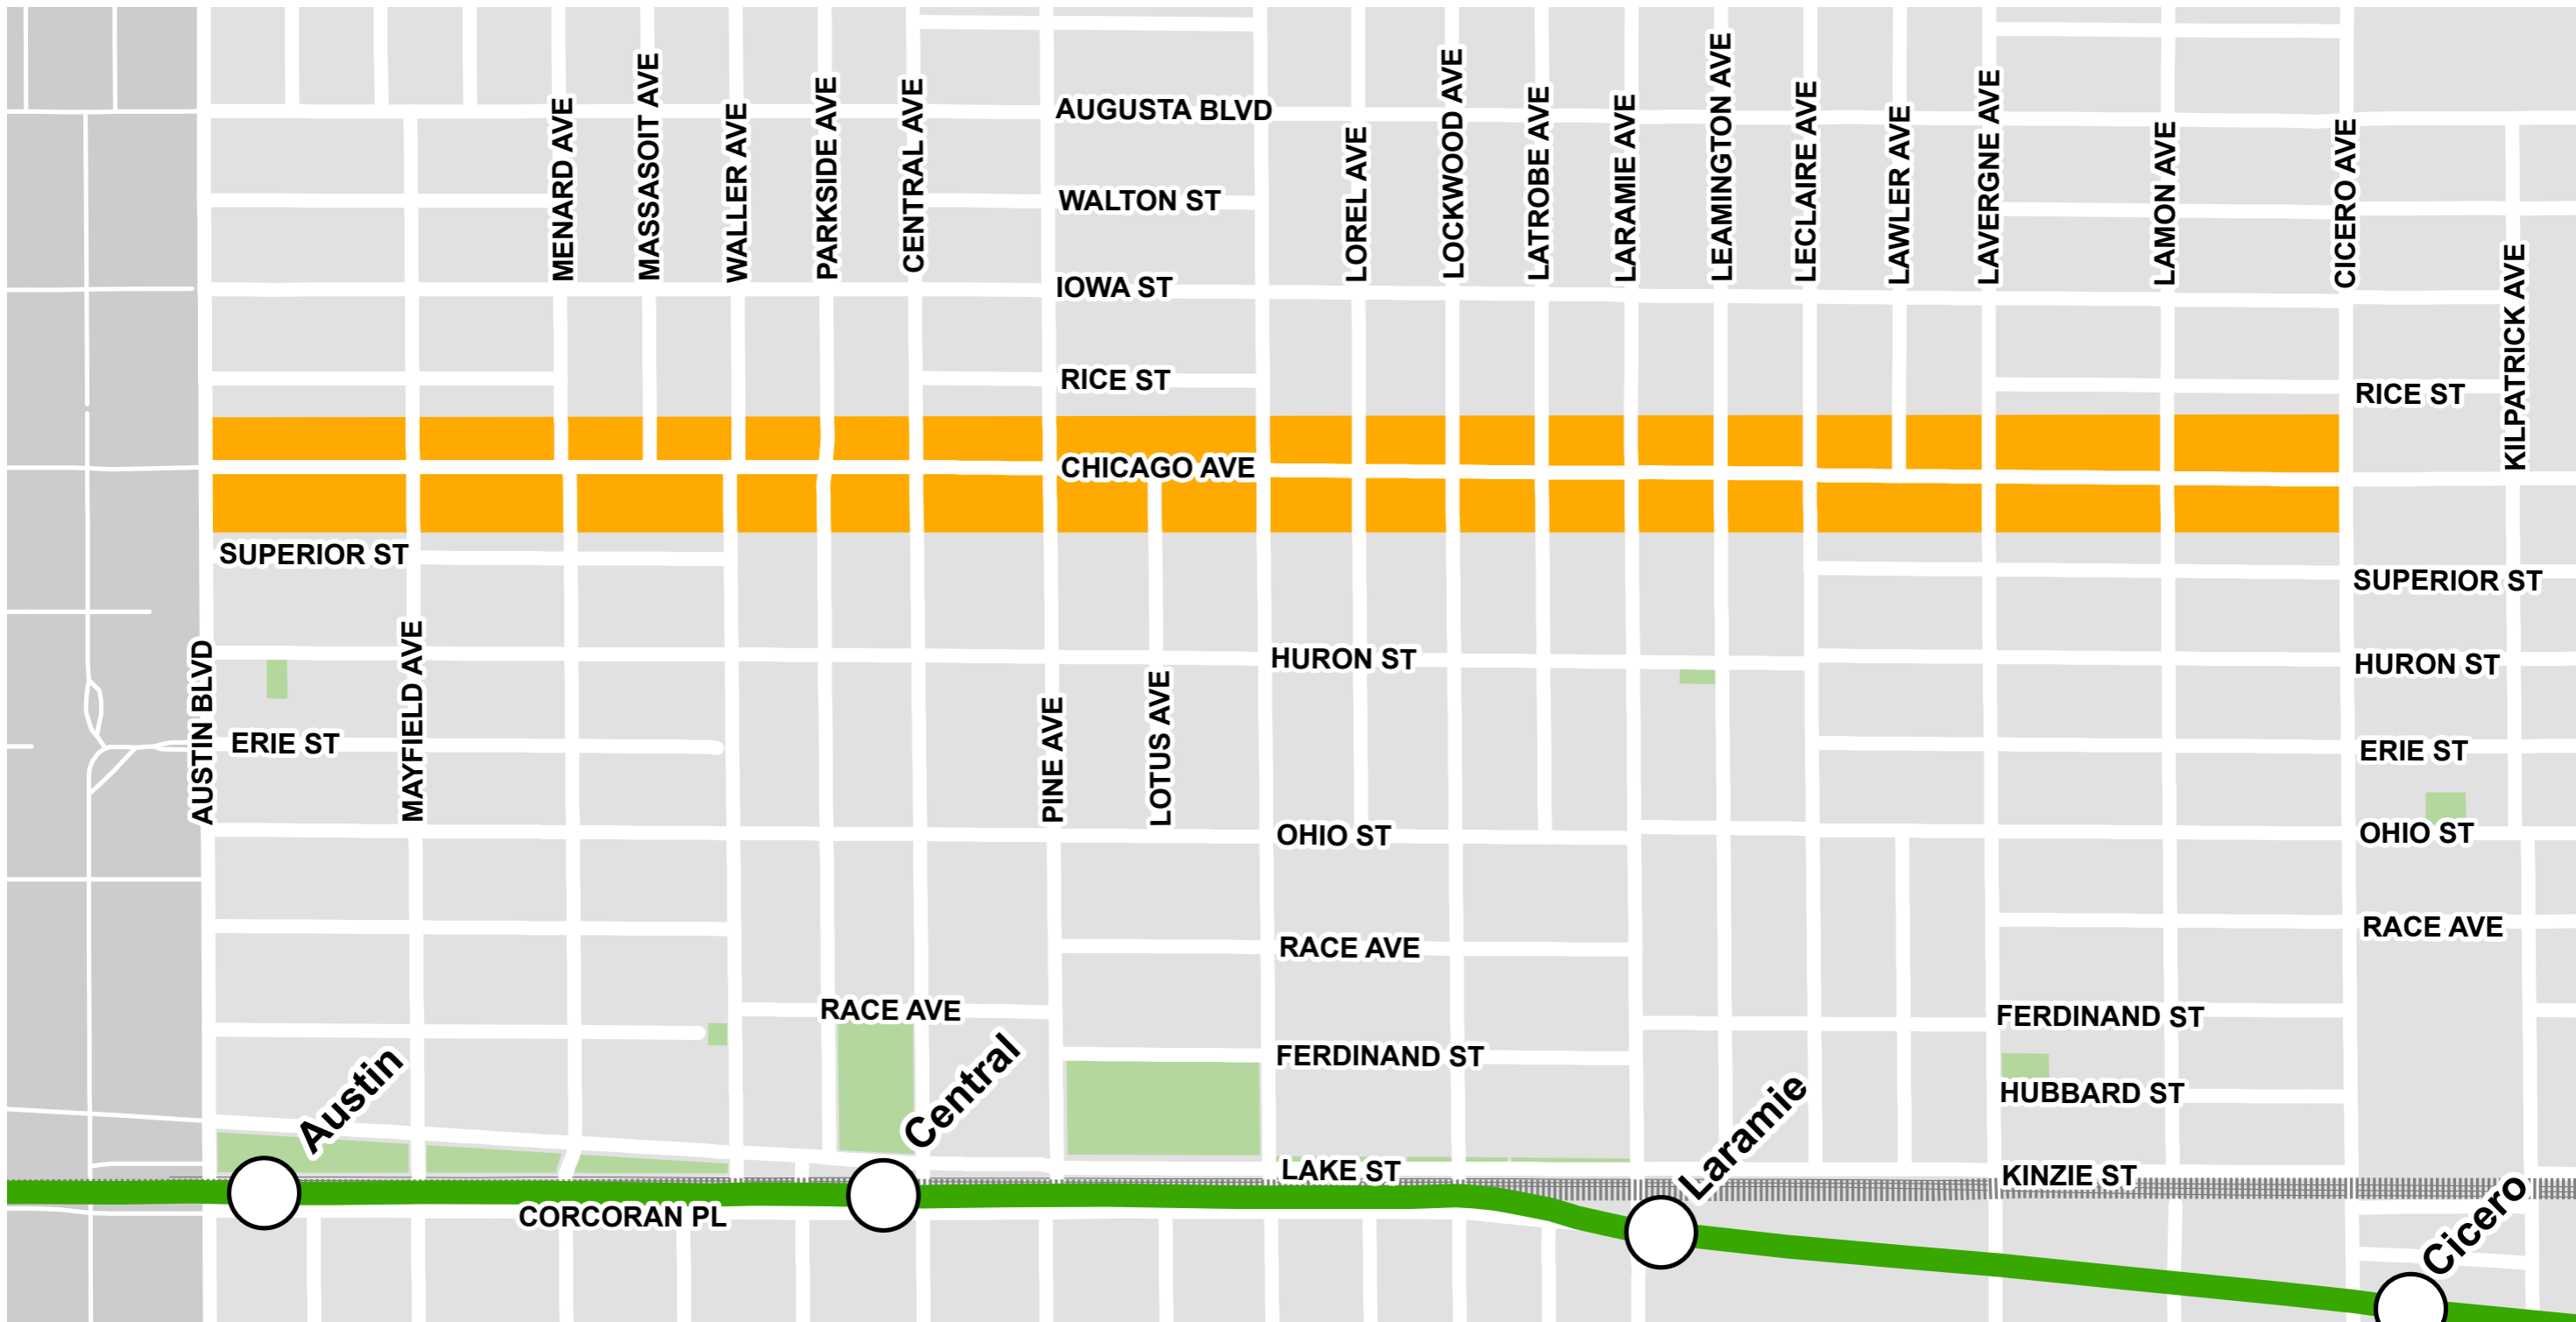 MENARD AVE
MASSASOIT AVE
WALLER AVE
PARKSIDE AVE
CENTRAL AVE
AUGUSTA BLVD
WALTON ST
IOWA ST
RICE ST
CHICAGO AVE
LOREL AVE
LOCKWOOD AVE
LATROBE AVE
LARAMIE AVE
LEAMINGTON AVE
LECLAIRE AVE
LAWLER AVE
LAVERGNE AVE
LAMON AVE
CICERO AVE
KILPATRICK AVE
RICE ST
SUPERIOR ST
SUPERIOR ST
AUSTIN BLVD
MAYFIELD AVE
HURON ST
HURON ST
ERIE ST
PINE AVE
LOTUS AVE
ERIE ST
OHIO ST
OHIO ST
RACE AVE
RACE AVE
RACE AVE
FERDINAND ST
FERDINAND ST
HUBBARD ST
Austin
Central
Laramie
LAKE ST
KINZIE ST
CORCORAN PL
Cicero